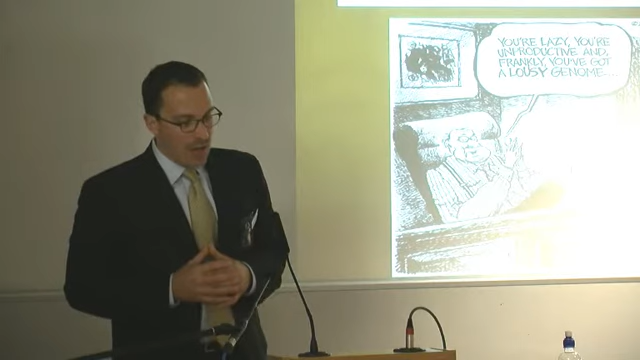 YOU'RE LAZY, YOU'RE
UNPRODUCTIVE AND,
FRANKLY, YOU'VE GOT
A LOUSY GENOME...